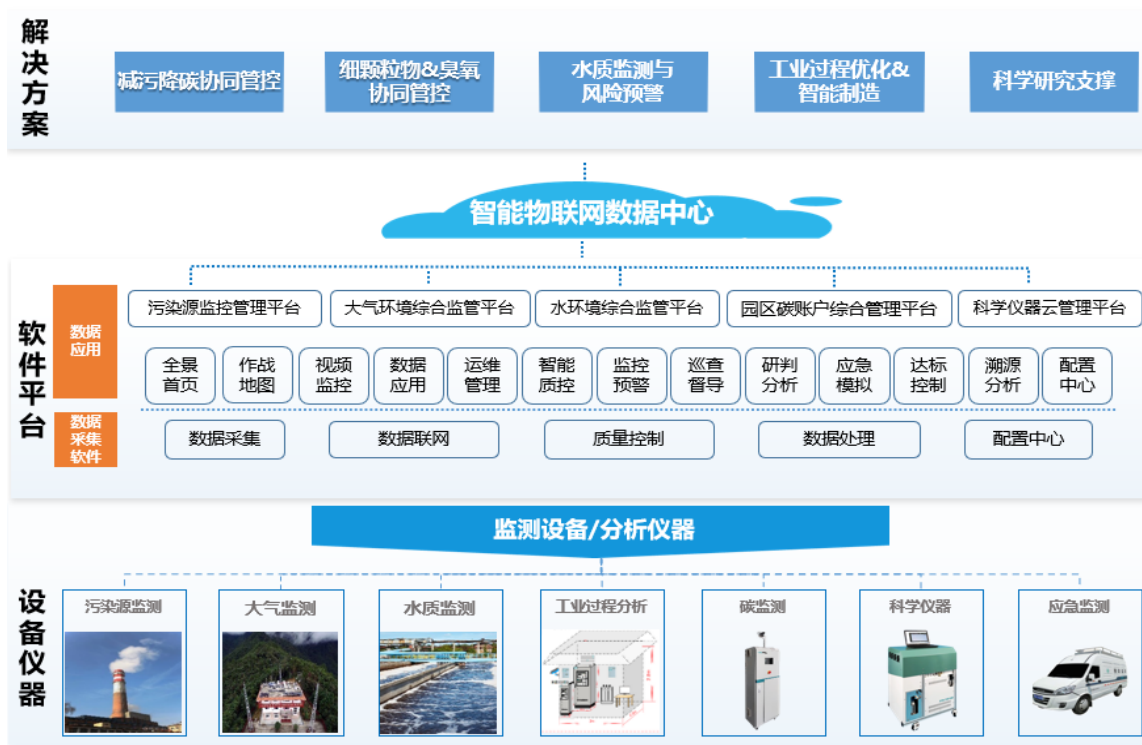 解决方案
减污降碳协同管控
细颗粒物&臭氧
协同管控
水质监测与
风险预警
工业过程优化&
智能制造
科学研究支撑
智能物联网数据中心
软件平台
数据
应用
污染源监控管理平台
大气环境综合监管平台
水环境综合监管平台
园区碳账户综合管理平台
科学仪器云管理平台
全景
首页
作战
地图
视频
监控
数据
应用
运维
管理
智能
质控
监控
预警
巡查
督导
研判
分析
应急
模拟
达标
控制
溯源
分析
配置
中心
数据
采集
软件
数据采集
数据联网
质量控制
数据处理
配置中心
监测设备/分析仪器
设备仪器
污染源监测
大气监测
水质监测
工业过程分析
碳监测
科学仪器
应急监测